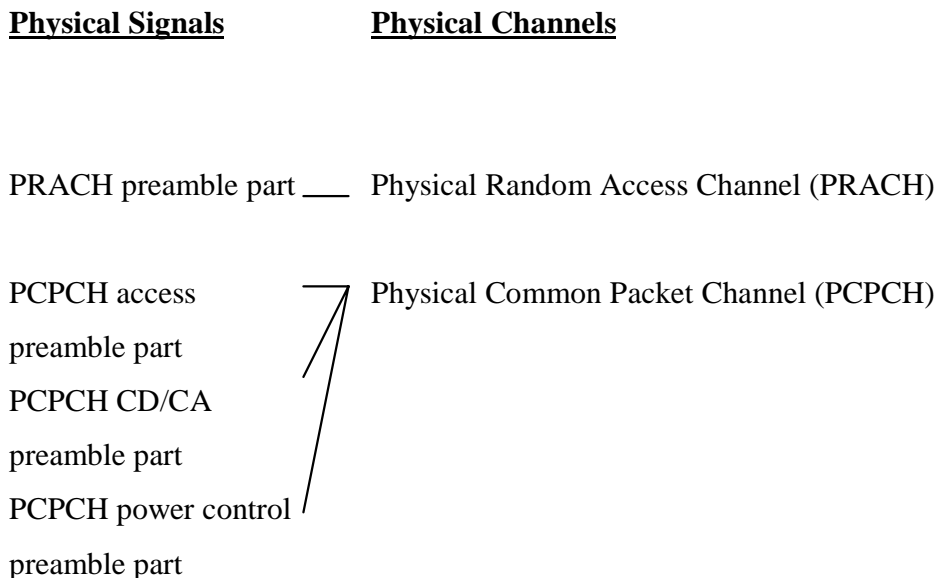 Physical Signals Physical Channels
PRACH preamble part Physical Random Access Channel (PRACH)
PCPCH access Physical Common Packet Channel (PCPCH)
preamble part
PCPCH CD/CA
preamble part
PCPCH power control
preamble part